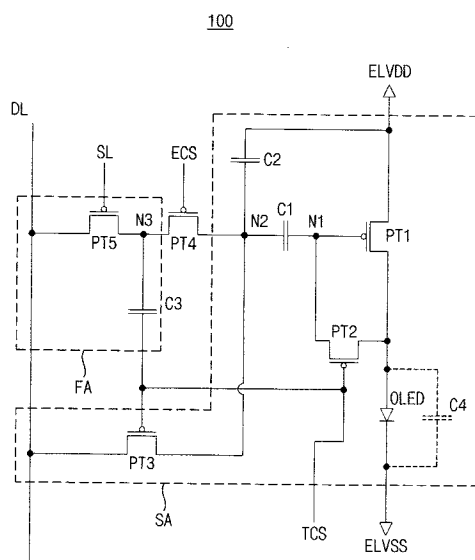 100
ELVDD
DL
SL
ECS
C2
N3
N2
C1
N1
PT5
PT4
PT1
C3
PT2
FA
OLED
C4
PT3
SA
TCS
ELVSS